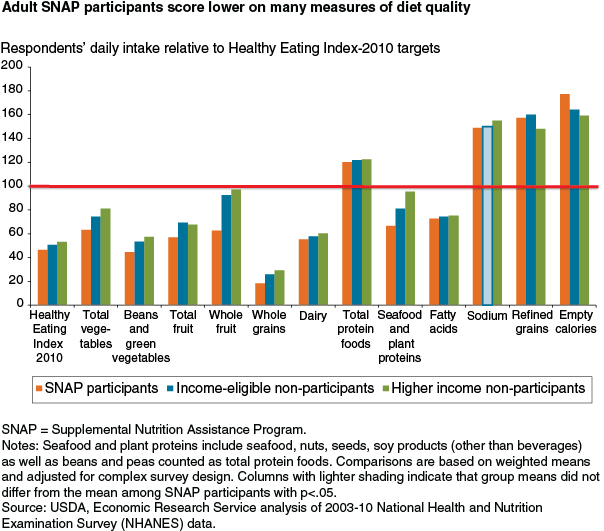 Adult SNAP participants score lower on many measures of diet quality
Respondents' daily intake relative to Healthy Eating Index-2010 targets
200
180
160
140
120
100
80
60
40
20
0
Healthy
Eating
Index
2010
Total
vege-
tables
Beans
and green
vegetables
Total
fruit
Whole
fruit
Whole
grains
Dairy
Total
protein
foods
Seafood
and plant
proteins
Fatty
acids
Sodium
Refined
grains
Empty
calories
SNAP participants
Income-eligible non-participants
Higher income non-participants
SNAP = Supplemental Nutrition Assistance Program.
Notes: Seafood and plant proteins include seafood, nuts, seeds, soy products (other than beverages)
as well as beans and peas counted as total protein foods. Comparisons are based on weighted means
and adjusted for complex survey design. Columns with lighter shading indicate that group means did not
differ from the mean among SNAP participants with p<.05.
Source: USDA, Economic Research Service analysis of 2003-10 National Health and Nutrition
Examination Survey (NHANES) data.